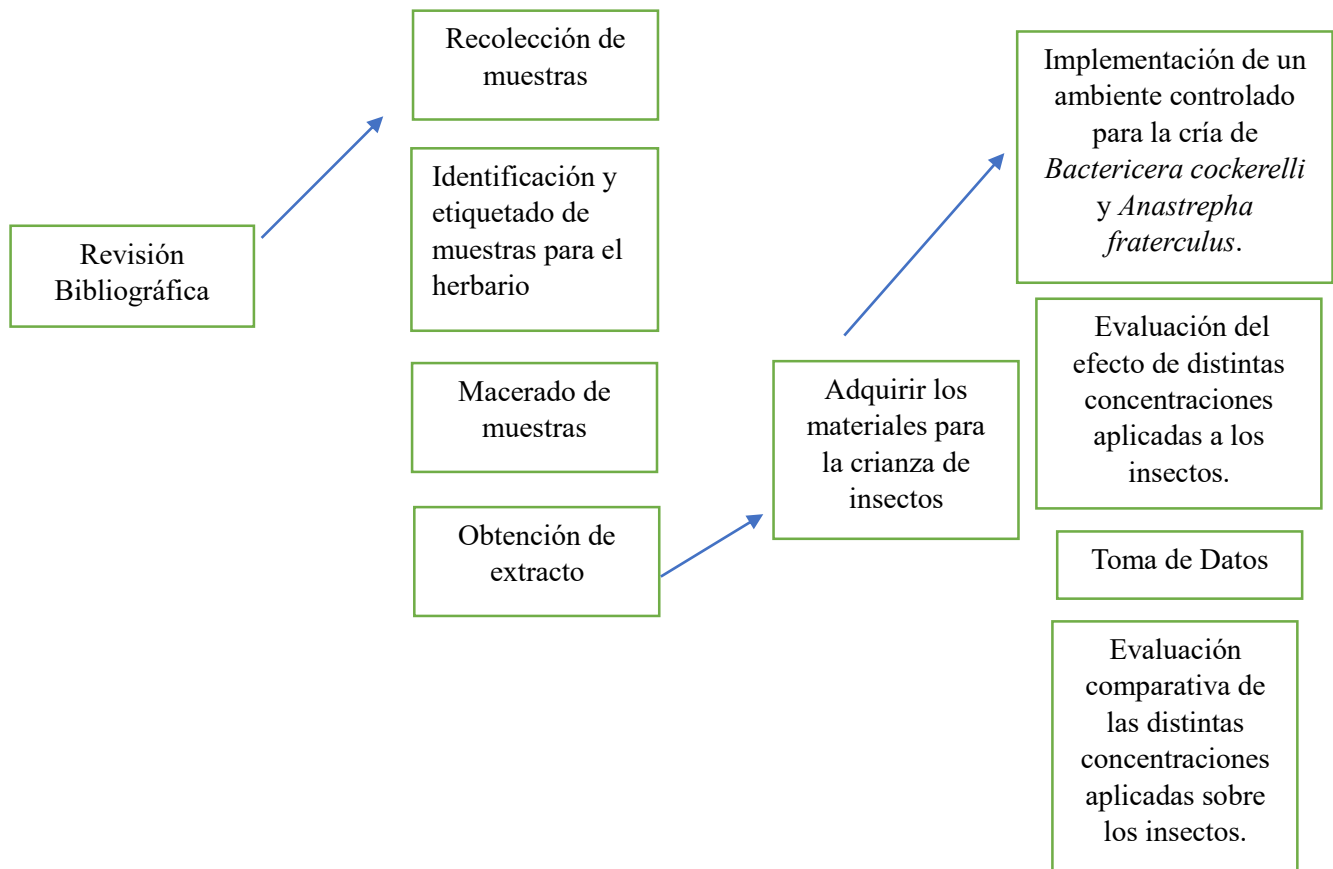 Revisión
Bibliográfica
Recolección de
muestras
Identificación y
etiquetado de
muestras para el
herbario
Macerado de
muestras
Obtención de
extracto
Adquirir los
materiales para
la crianza de
insectos
Implementación de un
ambiente controlado
para la cría de
Bactericera cockerelli
y Anastrepha
fraterculus.
Evaluación del
efecto de distintas
concentraciones
aplicadas a los
insectos.
Toma de Datos
Evaluación
comparativa de
las distintas
concentraciones
aplicadas sobre
los insectos.